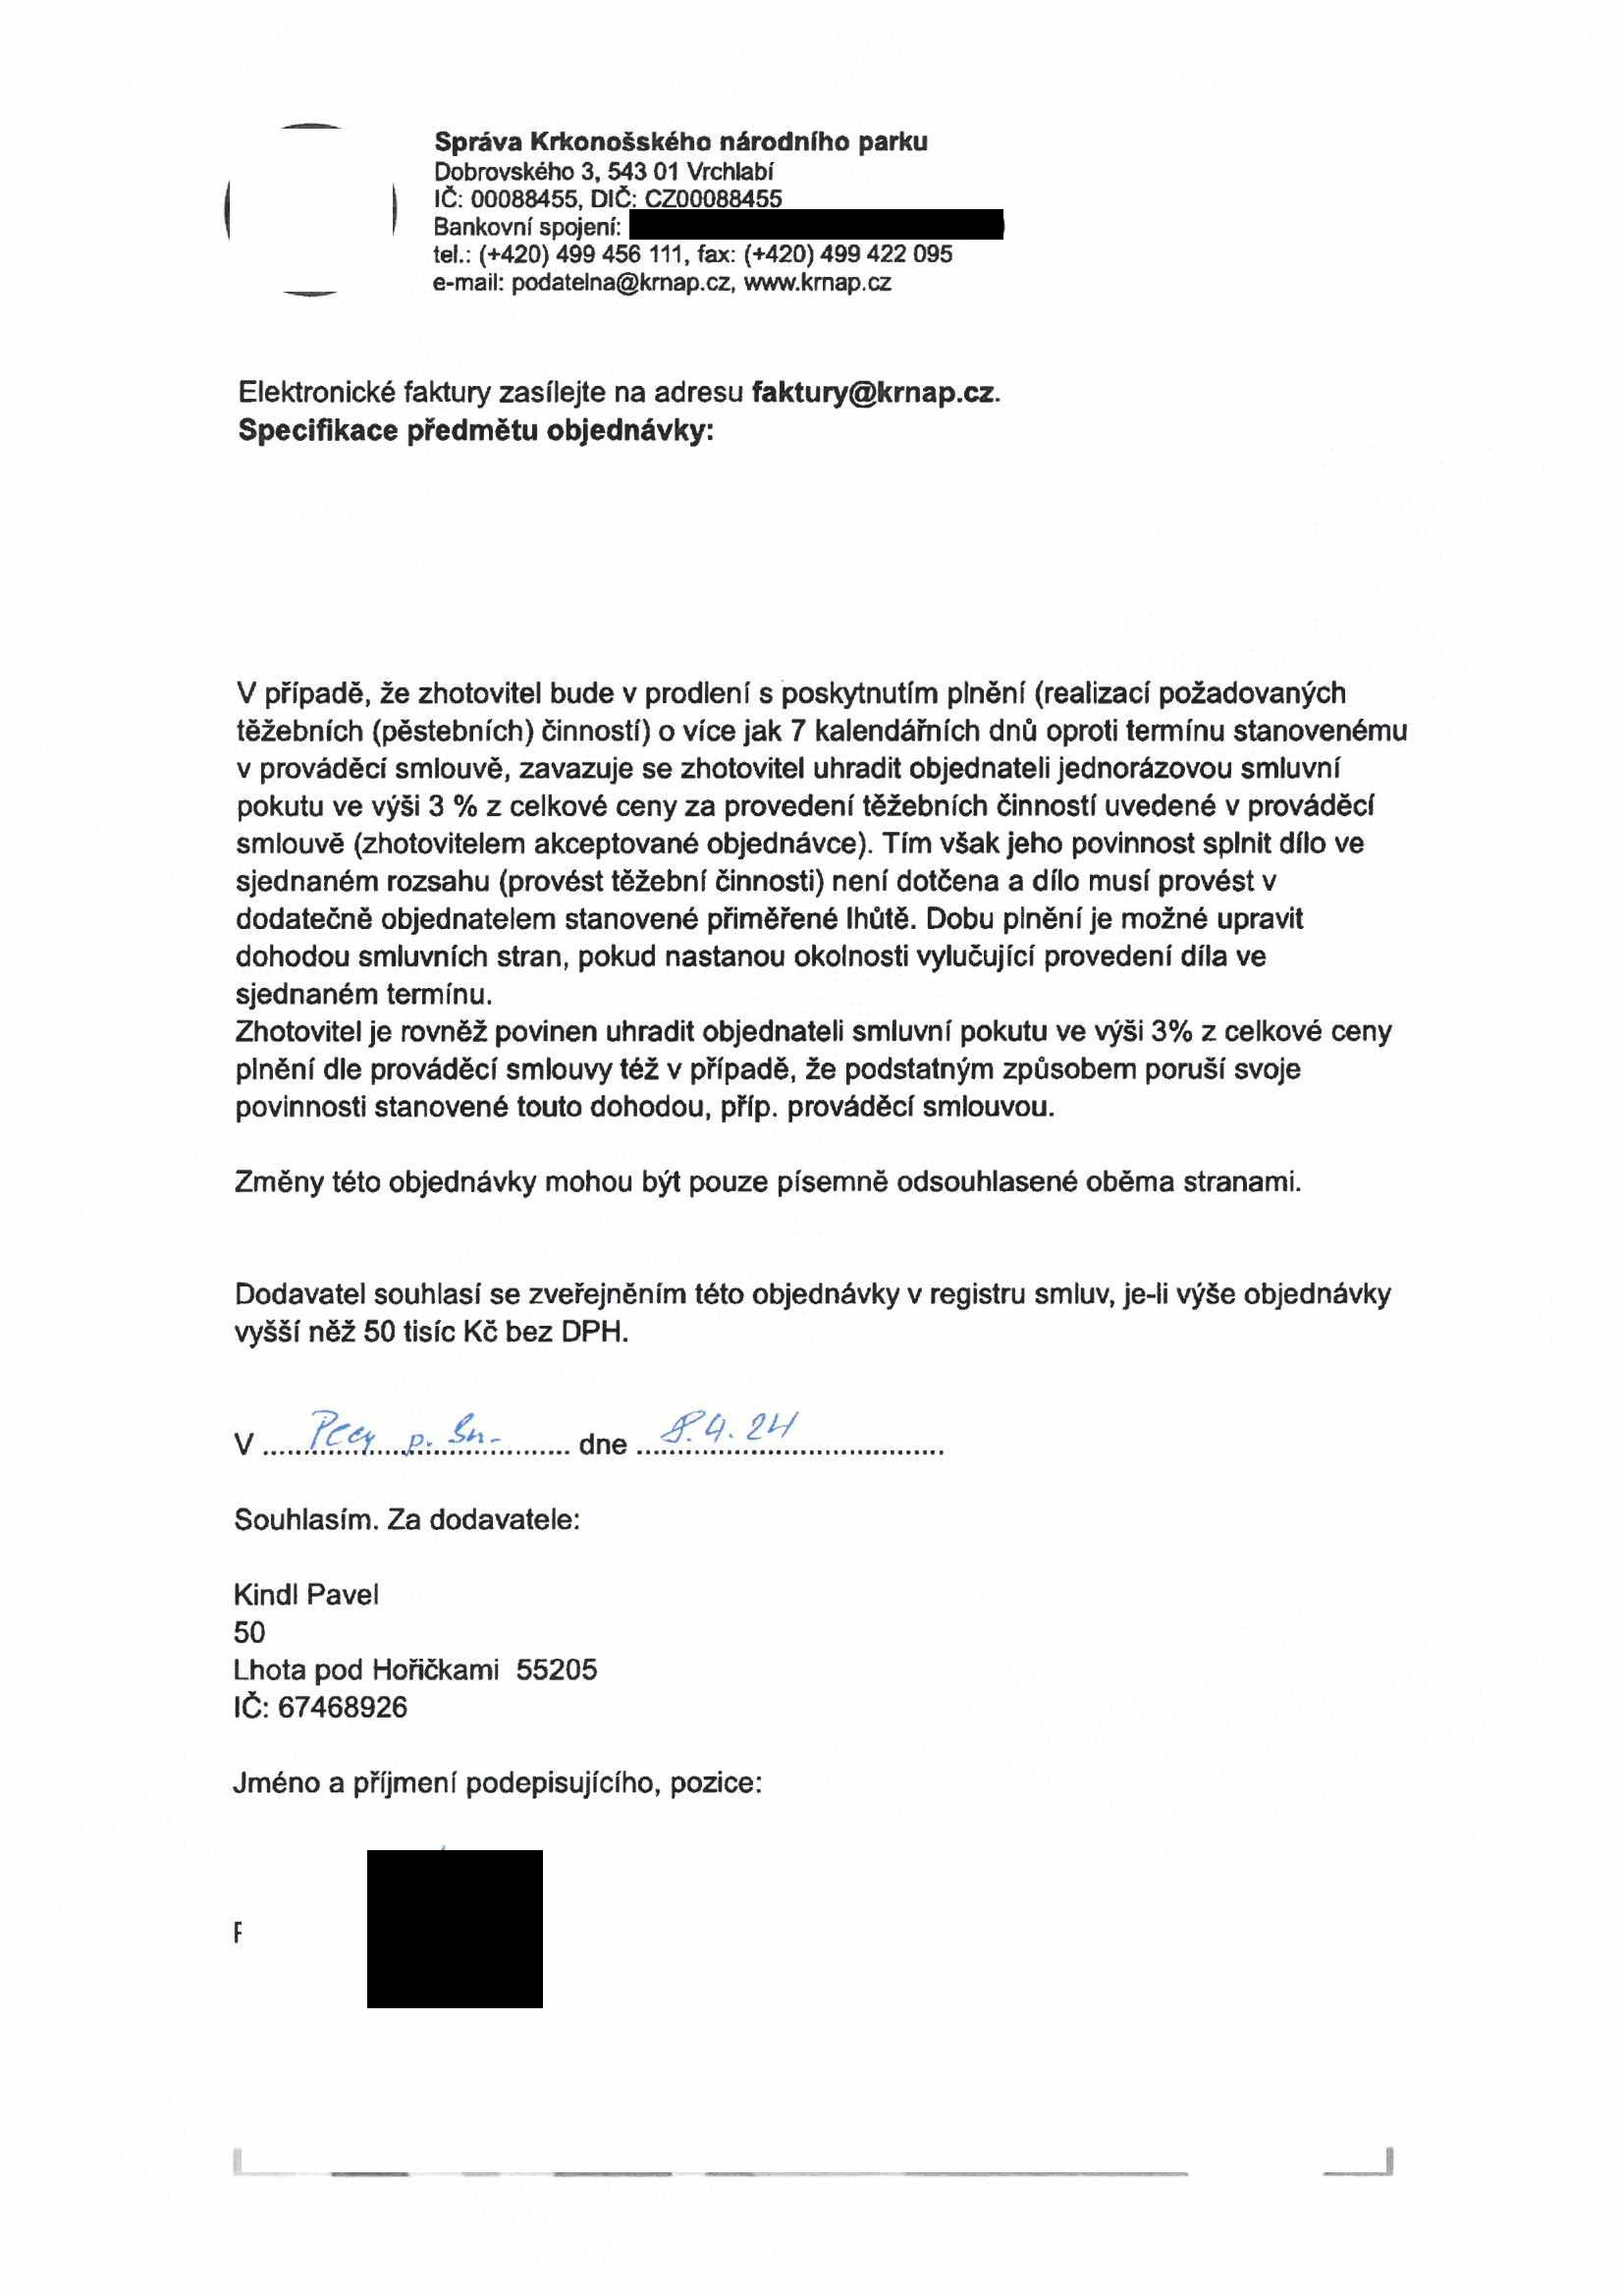 Správa Krkonošského národního parku
Dobrovského 3, 543 01 Vrchlabí
IČ: 00088455, DIČ: CZ00088455
Bankovní spojení:
tel.: (+420) 499 456 111, fax: (+420) 499 422 095
e-mail: podatelna@krnap.cz, www.krnap.cz
Elektronické faktury zasílejte na adresu faktury@krnap.cz.
Specifikace předmětu objednávky:
V případě, že zhotovitel bude v prodlení s poskytnutím plnění (realizací požadovaných
těžebních (pěstebních) činností) o více jak 7 kalendářních dnů oproti termínu stanovenému
v prováděcí smlouvě, zavazuje se zhotovitel uhradit objednateli jednorázovou smluvní
pokutu ve výši 3 % z celkové ceny za provedení těžebních činností uvedené v prováděcí
smlouvě (zhotovitelem akceptované objednávce). Tím však jeho povinnost splnit dílo ve
sjednaném rozsahu (provést těžební činnosti) není dotčena a dílo musí provést v
dodatečně objednatelem stanovené přiměřené lhůtě. Dobu plnění je možné upravit
dohodou smluvních stran, pokud nastanou okolnosti vylučující provedení díla ve
sjednaném termínu.
Zhotovitel je rovněž povinen uhradit objednateli smluvní pokutu ve výši 3% z celkové ceny
plnění dle prováděcí smlouvy též v případě, že podstatným způsobem poruší svoje
povinnosti stanovené touto dohodou, příp. prováděcí smlouvou.
Změny této objednávky mohou být pouze písemně odsouhlasené oběma stranami.
Dodavatel souhlasí se zveřejněním této objednávky v registru smluv, je-li výše objednávky
vyšší něž 50 tisíc Kč bez DPH.
V ........ p. Sn. ........ dne ........ 8.4.24 ........
Souhlasím. Za dodavatele:
Kindl Pavel
50
Lhota pod Hořičkami  55205
IČ: 67468926
Jméno a příjmení podepisujícího, pozice: